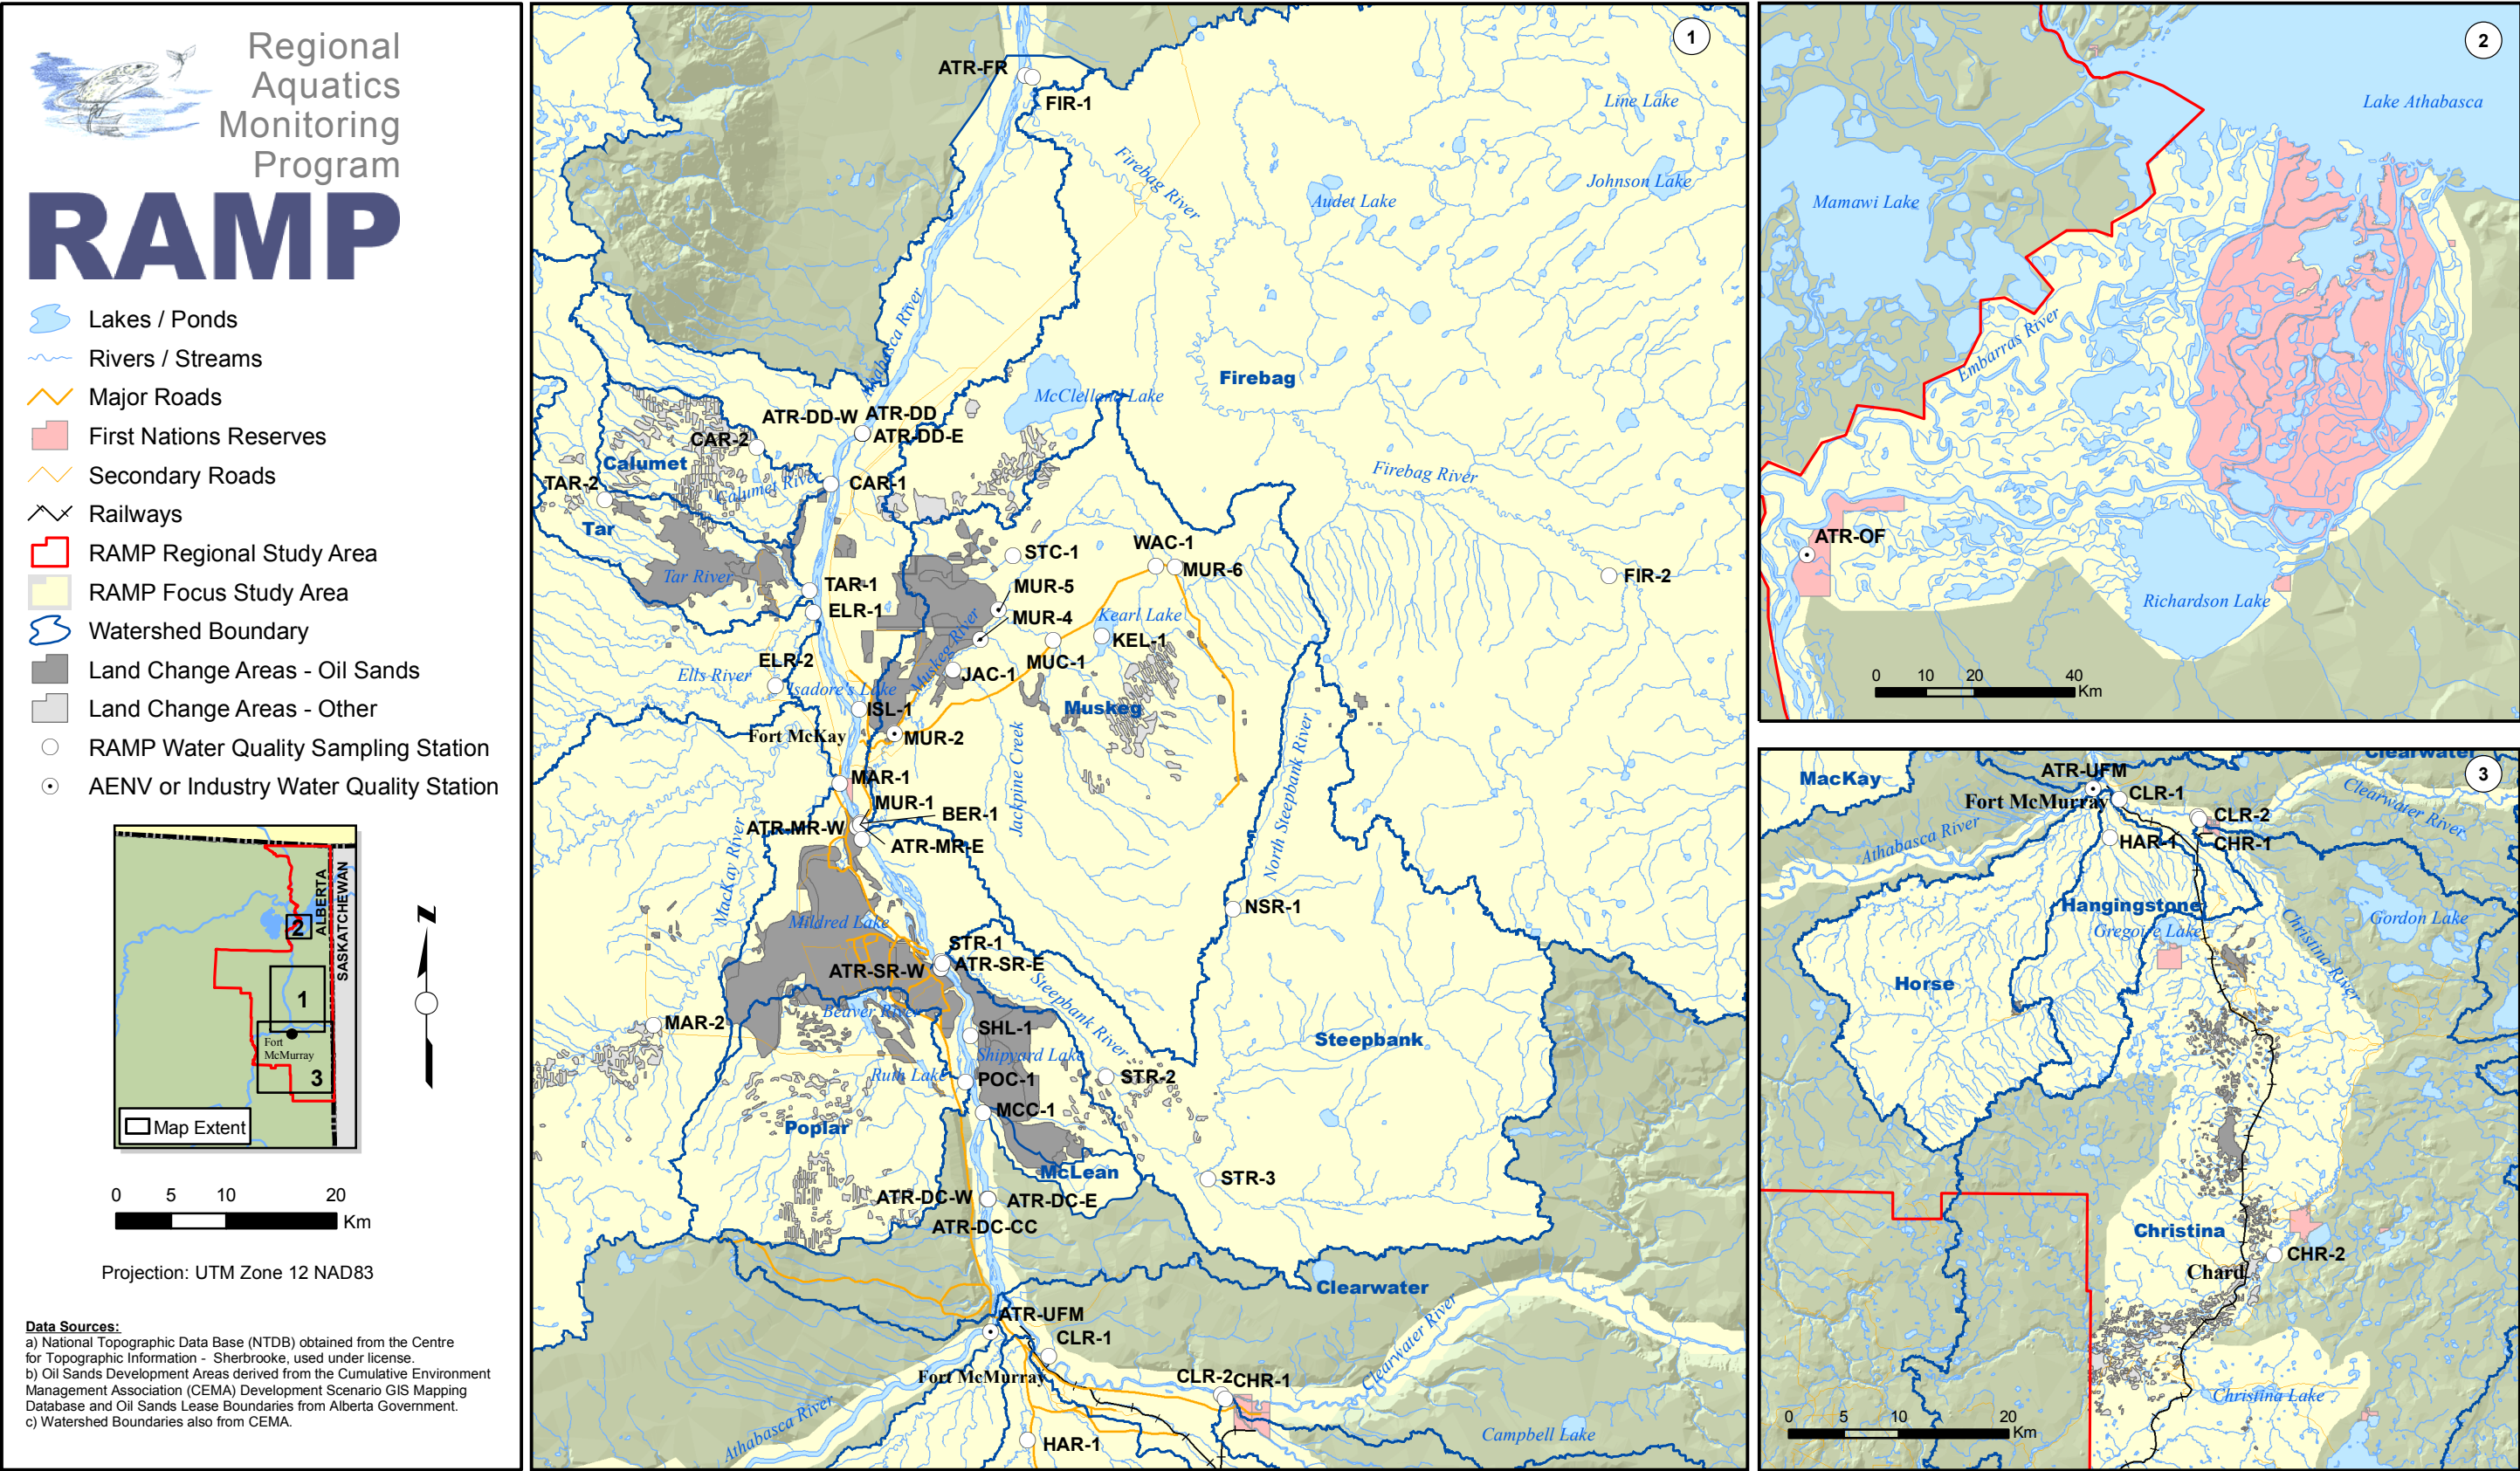 Regional
Aquatics
Monitoring
Program
RAMP
Lakes / Ponds
Rivers / Streams
Major Roads
First Nations Reserves
Secondary Roads
Railways
RAMP Regional Study Area
RAMP Focus Study Area
Watershed Boundary
Land Change Areas - Oil Sands
Land Change Areas - Other
RAMP Water Quality Sampling Station
AENV or Industry Water Quality Station
ALBERTA
SASKATCHEWAN
2
1
Fort
McMurray
3
Map Extent
N
0 5 10 20
Km
Projection: UTM Zone 12 NAD83
Data Sources:
a) National Topographic Data Base (NTDB) obtained from the Centre
for Topographic Information - Sherbrooke, used under license.
b) Oil Sands Development Areas derived from the Cumulative Environment
Management Association (CEMA) Development Scenario GIS Mapping
Database and Oil Sands Lease Boundaries from Alberta Government.
c) Watershed Boundaries also from CEMA.
1
ATR-FR
FIR-1
Line Lake
Firebag River
Johnson Lake
Audet Lake
Athabasca River
Firebag
McClelland Lake
ATR-DD-W
ATR-DD
ATR-DD-E
CAR-2
Calumet
Firebag River
TAR-2
Calumet River
CAR-1
Tar
STC-1
WAC-1
MUR-6
FIR-2
Tar River
TAR-1
MUR-5
ELR-1
MUR-4
Kearl Lake
KEL-1
Muskeg River
MUC-1
ELR-2
Ells River
JAC-1
Isadore's Lake
ISL-1
Muskeg
Fort McKay
MUR-2
Jackpine Creek
North Steepbank River
MAR-1
MUR-1
BER-1
ATR-MR-W
ATR-MR-E
MacKay River
NSR-1
Mildred Lake
STR-1
ATR-SR-W
ATR-SR-E
Steepbank River
Beaver River
MAR-2
SHL-1
Steepbank
Shipyard Lake
Ruth Lake
POC-1
STR-2
MCC-1
Poplar
McLean
STR-3
ATR-DC-W
ATR-DC-E
ATR-DC-CC
Clearwater
ATR-UFM
CLR-1
Clearwater River
Fort McMurray
CLR-2
CHR-1
Athabasca River
HAR-1
Campbell Lake
2
Lake Athabasca
Mamawi Lake
Embarras River
ATR-OF
Richardson Lake
0 10 20 40
Km
3
Clearwater
MacKay
ATR-UFM
Fort McMurray
CLR-1
CLR-2
Clearwater River
Athabasca River
HAR-1
CHR-1
Hangingstone
Gregoire Lake
Gordon Lake
Christina River
Horse
Christina
CHR-2
Chard
Christina Lake
0 5 10 20
Km